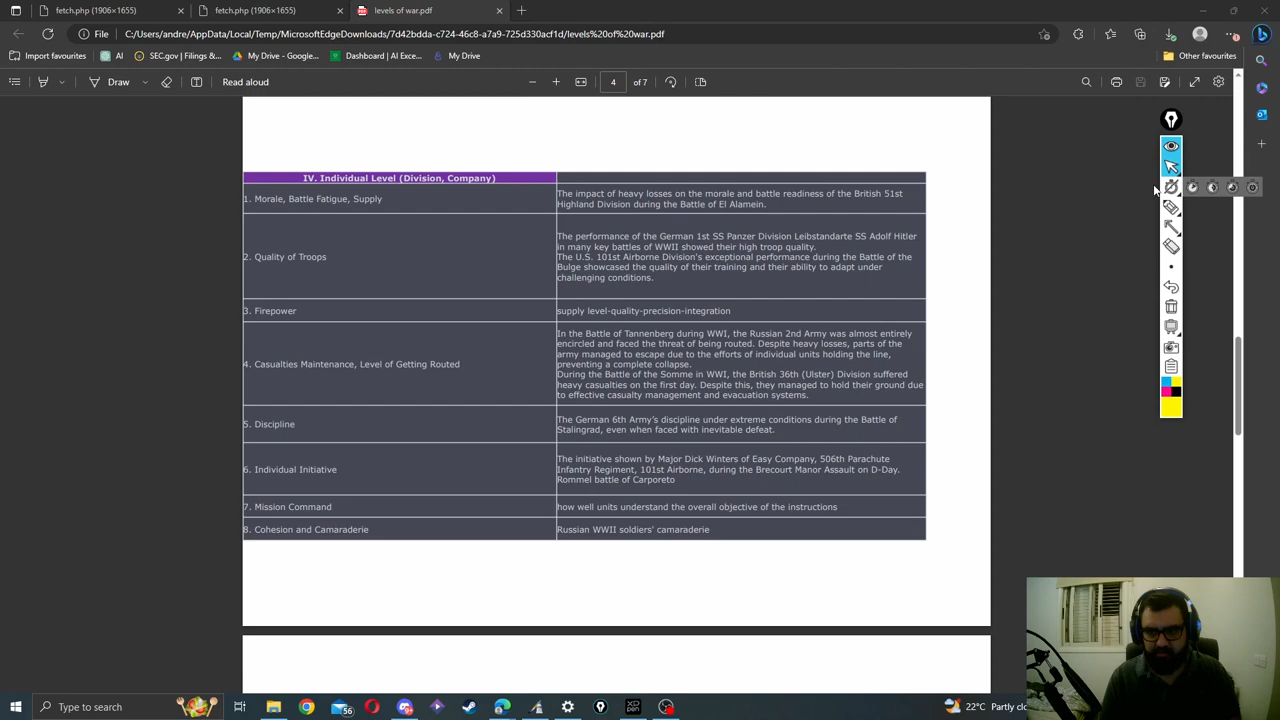 fetch.php (1906×1655)
fetch.php (1906×1655)
levels of war.pdf
File
C:/Users/andre/AppData/Local/Temp/MicrosoftEdgeDownloads/7d42bdda-c724-46c8-a7a9-725d330acf1d/levels%20of%20war.pdf
Import favourites
AI
SEC.gov | Filings &...
My Drive - Google...
Dashboard | AI Exce...
My Drive
Other favourites
Draw
Read aloud
4 of 7
IV. Individual Level (Division, Company)
1. Morale, Battle Fatigue, Supply
The impact of heavy losses on the morale and battle readiness of the British 51st
Highland Division during the Battle of El Alamein.
2. Quality of Troops
The performance of the German 1st SS Panzer Division Leibstandarte SS Adolf Hitler
in many key battles of WWII showed their high troop quality.
The U.S. 101st Airborne Division's exceptional performance during the Battle of the
Bulge showcased the quality of their training and their ability to adapt under
challenging conditions.
3. Firepower
supply level-quality-precision-integration
4. Casualties Maintenance, Level of Getting Routed
In the Battle of Tannenberg during WWI, the Russian 2nd Army was almost entirely
encircled and faced the threat of being routed. Despite heavy losses, parts of the
army managed to escape due to the efforts of individual units holding the line,
preventing a complete collapse.
During the Battle of the Somme in WWI, the British 36th (Ulster) Division suffered
heavy casualties on the first day. Despite this, they managed to hold their ground due
to effective casualty management and evacuation systems.
5. Discipline
The German 6th Army's discipline under extreme conditions during the Battle of
Stalingrad, even when faced with inevitable defeat.
6. Individual Initiative
The initiative shown by Major Dick Winters of Easy Company, 506th Parachute
Infantry Regiment, 101st Airborne, during the Brecourt Manor Assault on D-Day.
Rommel battle of Carporeto
7. Mission Command
how well units understand the overall objective of the instructions
8. Cohesion and Camaraderie
Russian WWII soldiers' camaraderie
Type to search
56
XD
pen
22°C Partly clo